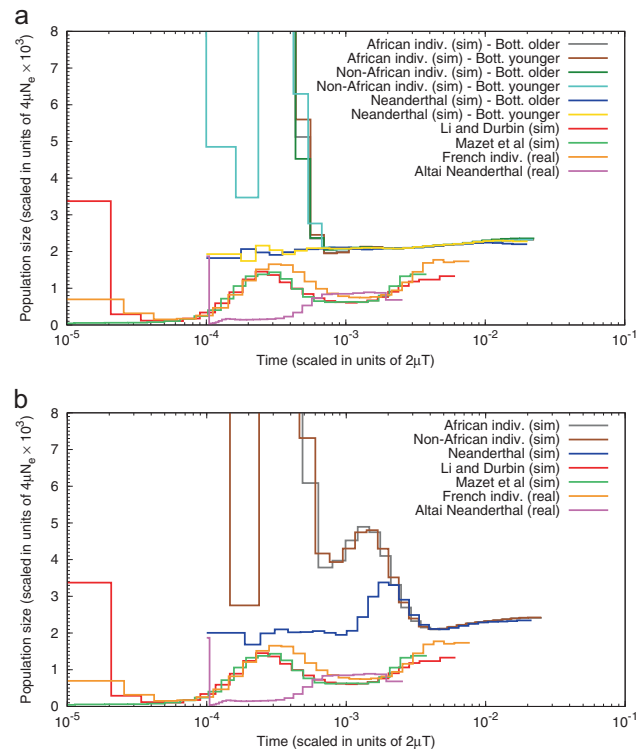 a
8
7
6
5
4
3
2
1
0
Population size (scaled in units of 4μNₑ × 10³)
African indiv. (sim) - Bott. older
African indiv. (sim) - Bott. younger
Non-African indiv. (sim) - Bott. older
Non-African indiv. (sim) - Bott. younger
Neanderthal (sim) - Bott. older
Neanderthal (sim) - Bott. younger
Li and Durbin (sim)
Mazet et al (sim)
French indiv. (real)
Altai Neanderthal (real)
10⁻⁵ 10⁻⁴ 10⁻³ 10⁻² 10⁻¹
Time (scaled in units of 2μT)
b
8
7
6
5
4
3
2
1
0
Population size (scaled in units of 4μNₑ × 10³)
African indiv. (sim)
Non-African indiv. (sim)
Neanderthal (sim)
Li and Durbin (sim)
Mazet et al (sim)
French indiv. (real)
Altai Neanderthal (real)
10⁻⁵ 10⁻⁴ 10⁻³ 10⁻² 10⁻¹
Time (scaled in units of 2μT)